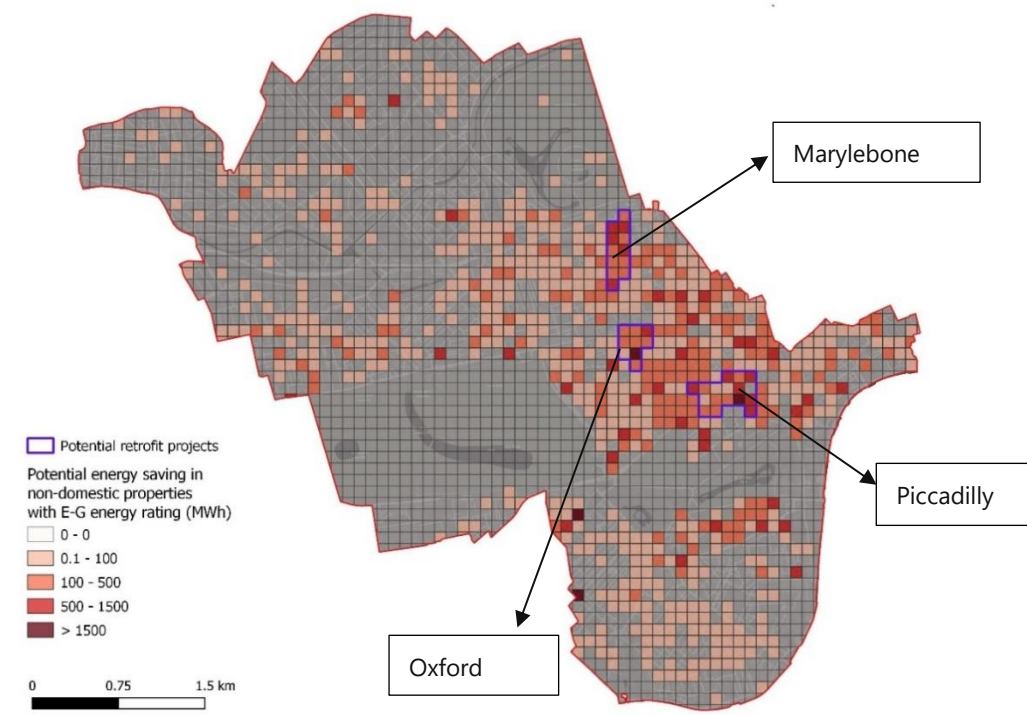 Marylebone
Piccadilly
Oxford
Potential retrofit projects
Potential energy saving in
non-domestic properties
with E-G energy rating (MWh)
0 - 0
0.1 - 100
100 - 500
500 - 1500
> 1500
0 0.75 1.5 km